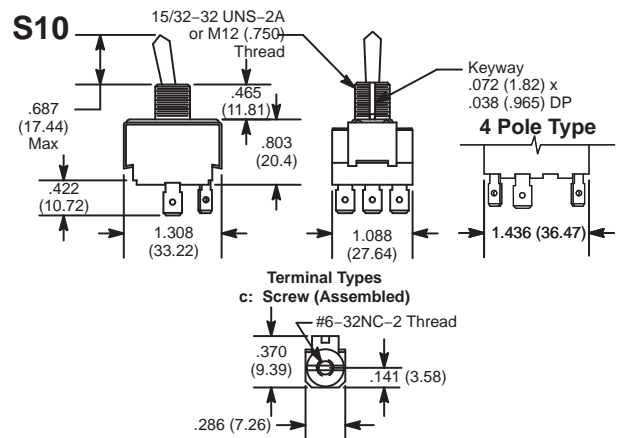 S10
15/32–32 UNS–2A
or M12 (.750)
Thread
Keyway
.072 (1.82) x
.038 (.965) DP
.687
(17.44)
Max
.465
(11.81)
.803
(20.4)
4 Pole Type
.422
(10.72)
1.308
(33.22)
1.088
(27.64)
1.436 (36.47)
Terminal Types
c: Screw (Assembled)
#6–32NC–2 Thread
.370
(9.39)
.141 (3.58)
.286 (7.26)